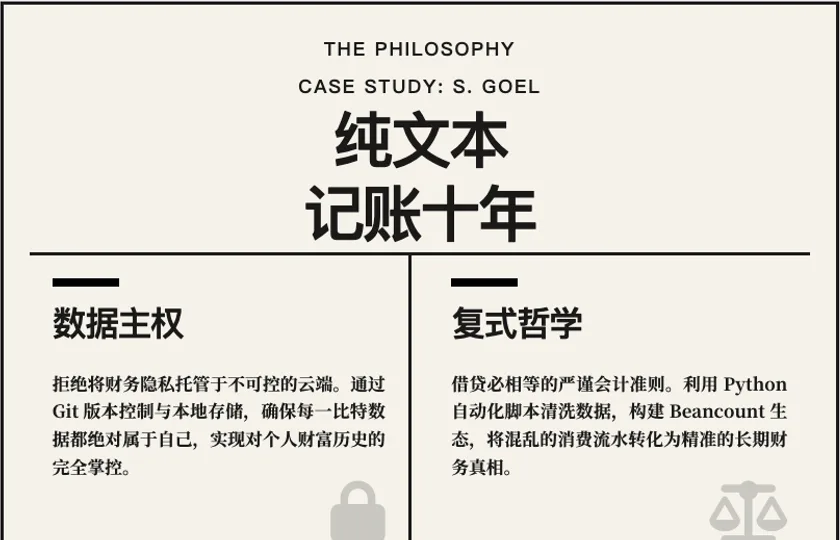 THE PHILOSOPHY
CASE STUDY: S. GOEL
纯文本
记账十年
数据主权
拒绝将财务隐私托管于不可控的云端。通过
Git 版本控制与本地存储，确保每一比特数
据都绝对属于自己，实现对个人财富历史的
完全掌控。
复式哲学
借贷必相等的严谨会计准则。利用 Python
自动化脚本清洗数据，构建 Beancount 生
态，将混乱的消费流水转化为精准的长期财
务真相。